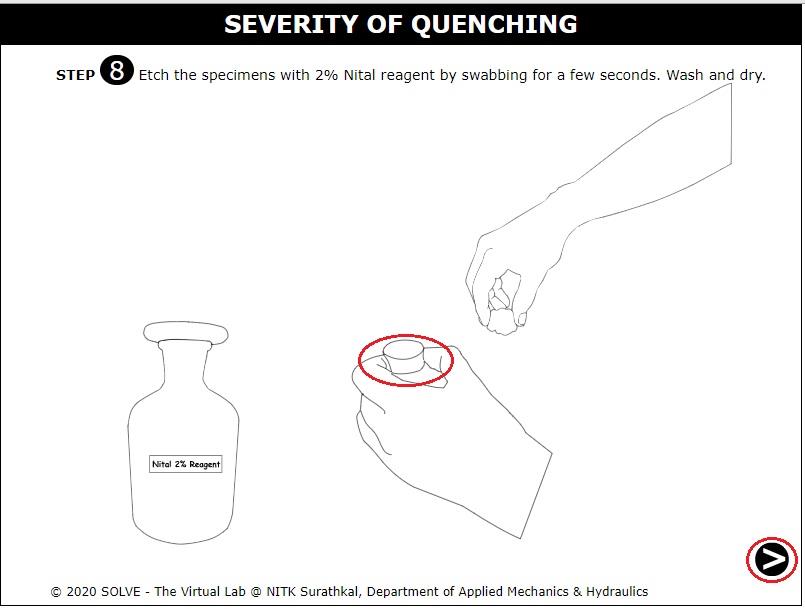 SEVERITY OF QUENCHING
STEP 8 Etch the specimens with 2% Nital reagent by swabbing for a few seconds. Wash and dry.
Nital 2% Reagent
© 2020 SOLVE - The Virtual Lab @ NITK Surathkal, Department of Applied Mechanics & Hydraulics